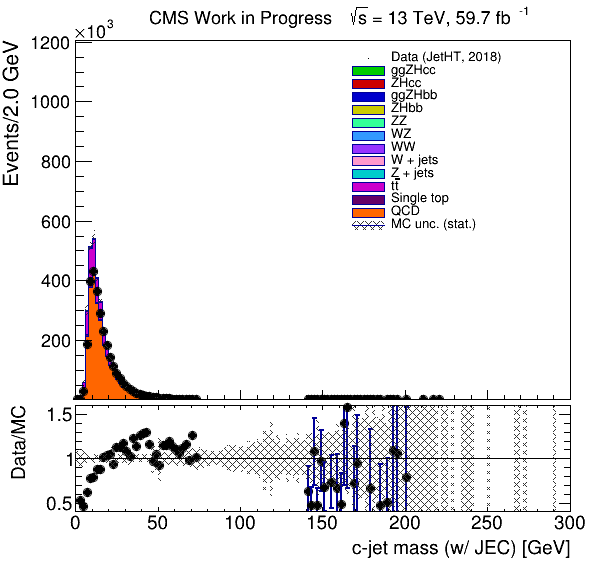 CMS Work in Progress √s = 13 TeV, 59.7 fb⁻¹
×10³
Events/2.0 GeV
1200
1000
800
600
400
200
Data (JetHT, 2018)
ggZHcc
ZHcc
ggZHbb
ZHbb
ZZ
WZ
WW
W + jets
Z + jets
tt̅
Single top
QCD
MC unc. (stat.)
Data/MC
1.5
1
0.5
0 50 100 150 200 250 300
c-jet mass (w/ JEC) [GeV]